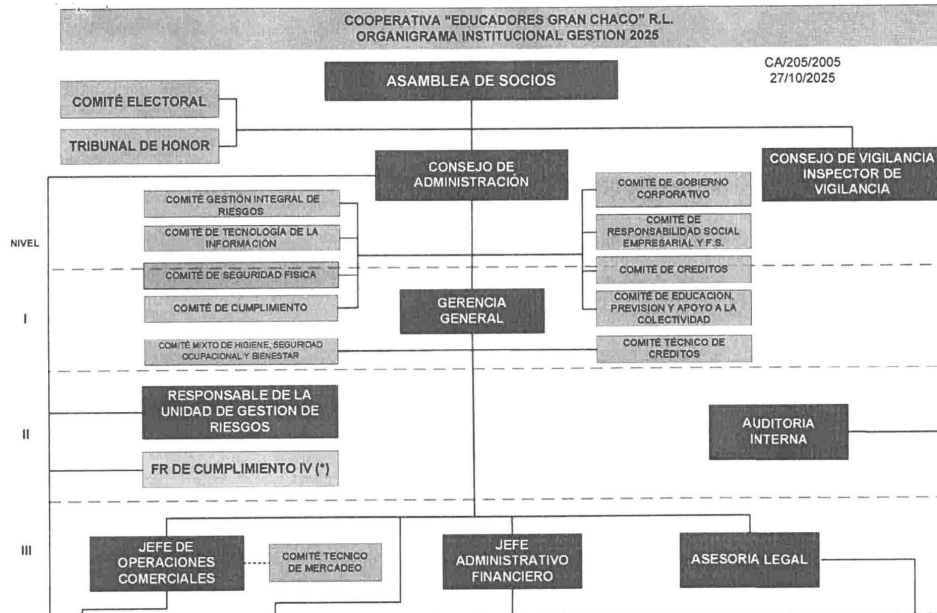 COOPERATIVA "EDUCADORES GRAN CHACO" R.L.
ORGANIGRAMA INSTITUCIONAL GESTION 2025
CA/205/2005
27/10/2025
ASAMBLEA DE SOCIOS
COMITÉ ELECTORAL
TRIBUNAL DE HONOR
CONSEJO DE
ADMINISTRACIÓN
CONSEJO DE VIGILANCIA
INSPECTOR DE
VIGILANCIA
COMITÉ GESTIÓN INTEGRAL DE
RIESGOS
COMITÉ DE GOBIERNO
CORPORATIVO
COMITÉ DE TECNOLOGÍA DE LA
INFORMACIÓN
COMITÉ DE
RESPONSABILIDAD SOCIAL
EMPRESARIAL Y F.S.
NIVEL
COMITÉ DE SEGURIDAD FISICA
COMITÉ DE CREDITOS
I
COMITÉ DE CUMPLIMIENTO
GERENCIA
GENERAL
COMITÉ DE EDUCACION,
PREVISION Y APOYO A LA
COLECTIVIDAD
COMITÉ MIXTO DE HIGIENE, SEGURIDAD
OCUPACIONAL Y BIENESTAR
COMITÉ TÉCNICO DE
CRÉDITOS
II
RESPONSABLE DE LA
UNIDAD DE GESTION DE
RIESGOS
AUDITORIA
INTERNA
FR DE CUMPLIMIENTO IV (*)
III
JEFE DE
OPERACIONES
COMERCIALES
COMITÉ TECNICO
DE MERCADEO
JEFE
ADMINISTRATIVO
FINANCIERO
ASESORIA LEGAL